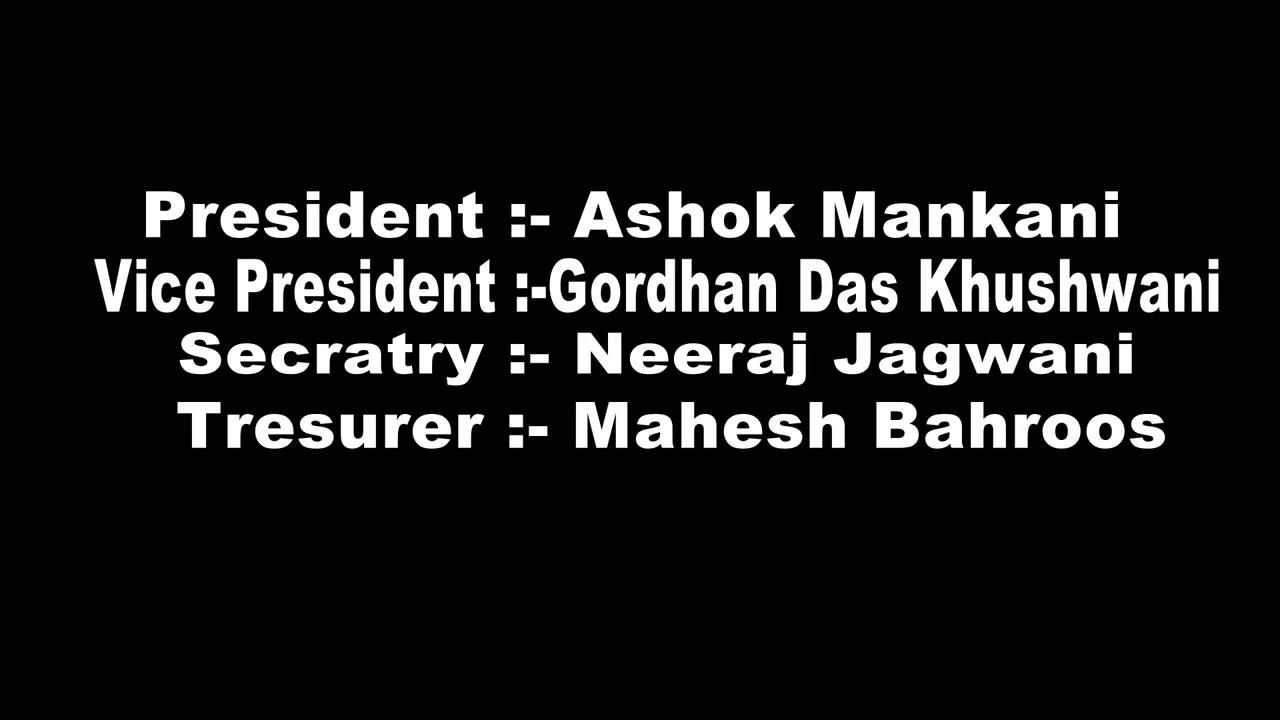 President :- Ashok Mankani
Vice President :-Gordhan Das Khushwani
Secratry :- Neeraj Jagwani
Tresurer :- Mahesh Bahroos